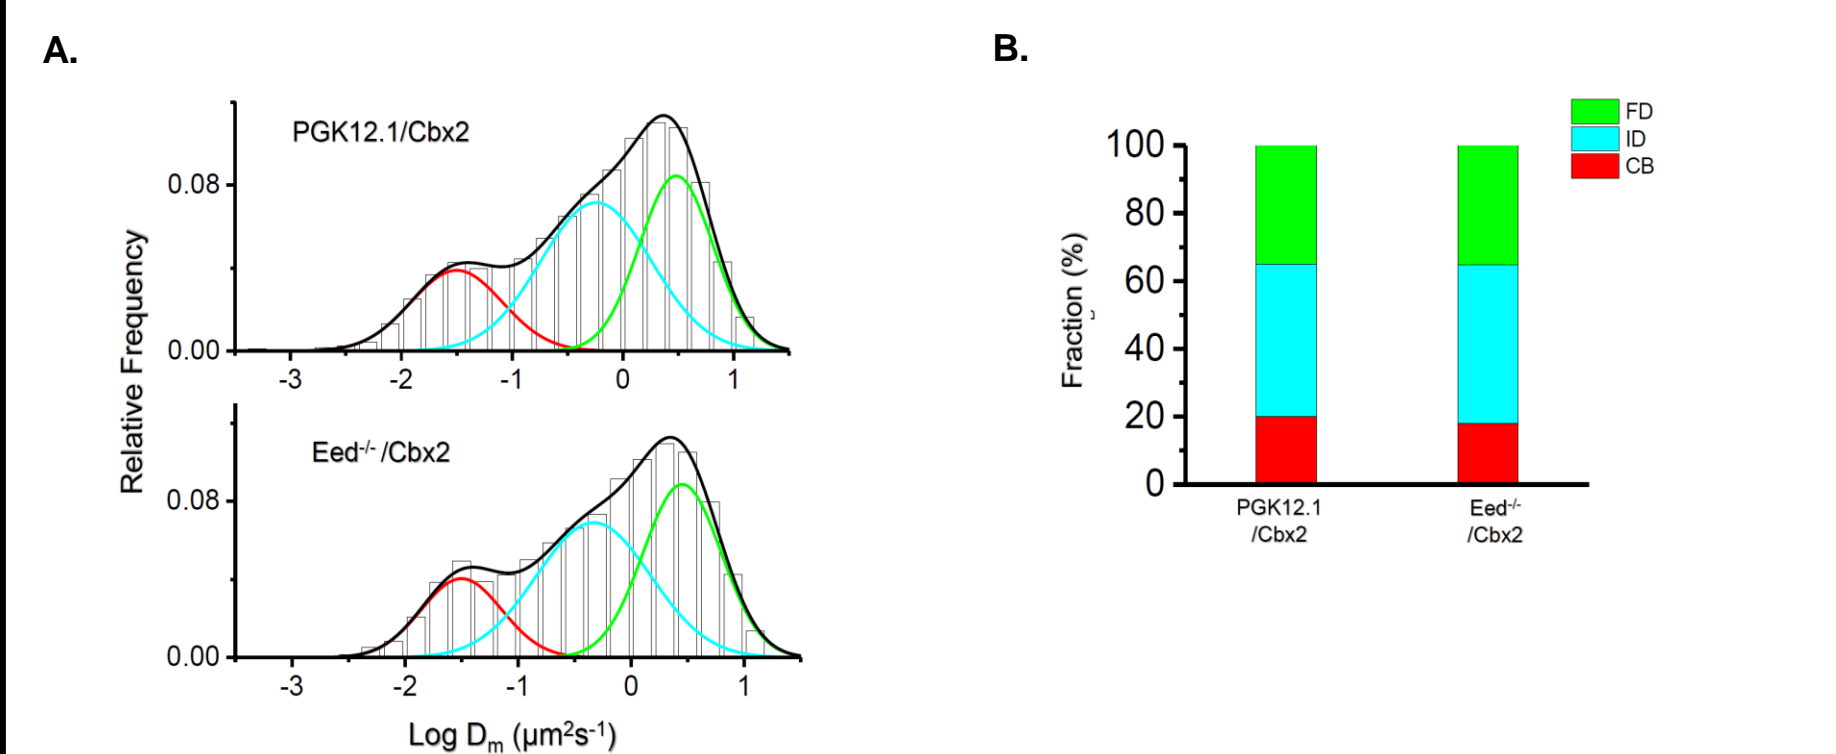 A.
PGK12.1/Cbx2
0.08
0.00
-3 -2 -1 0 1
Eed-/- /Cbx2
0.08
0.00
-3 -2 -1 0 1
Relative Frequency
Log Dm (μm2s-1)
B.
FD
ID
CB
100
80
60
40
20
0
Fraction (%)
PGK12.1
/Cbx2
Eed-/-
/Cbx2